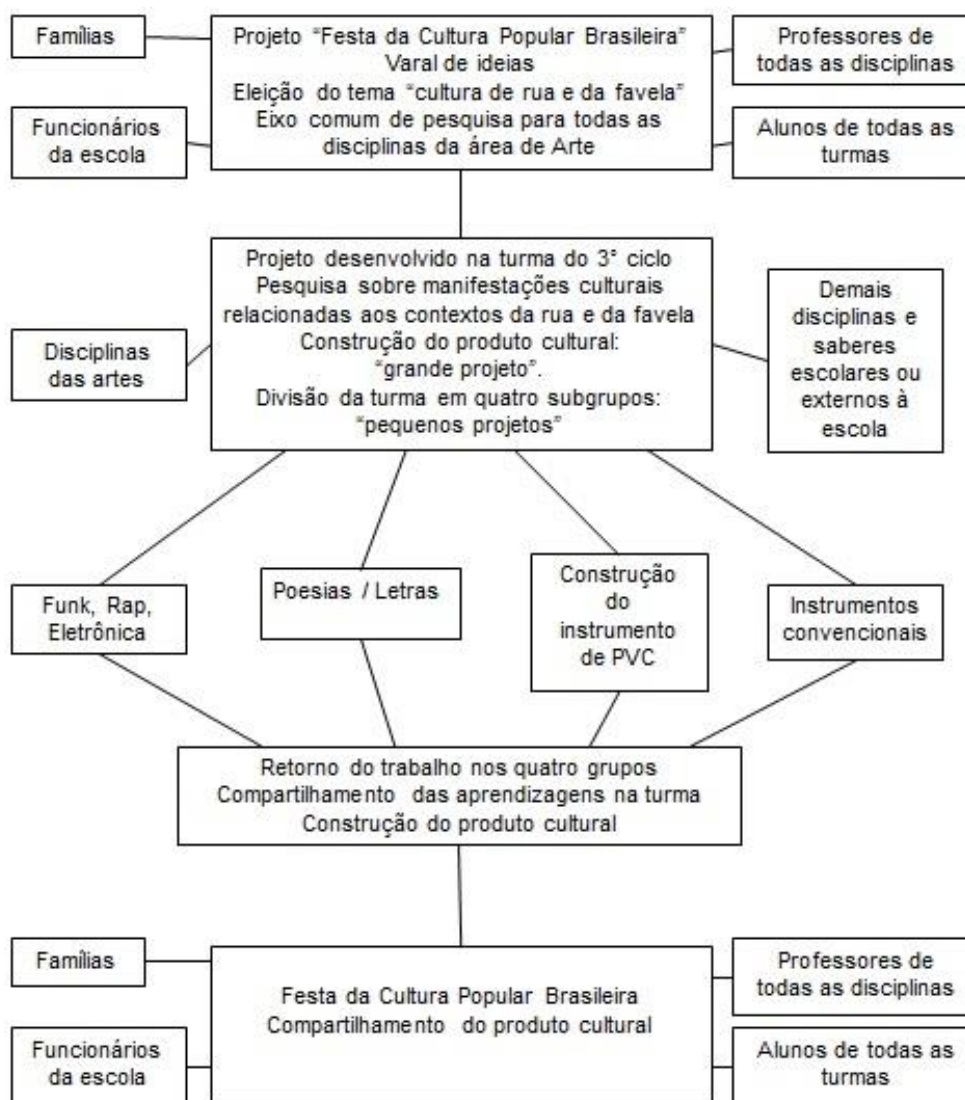 Famílias
Projeto “Festa da Cultura Popular Brasileira”
Varal de ideias
Eleição do tema “cultura de rua e da favela”
Eixo comum de pesquisa para todas as
disciplinas da área de Arte
Professores de
todas as disciplinas
Funcionários
da escola
Alunos de todas as
turmas
Projeto desenvolvido na turma do 3° ciclo
Pesquisa sobre manifestações culturais
relacionadas aos contextos da rua e da favela
Construção do produto cultural:
“grande projeto”.
Divisão da turma em quatro subgrupos:
“pequenos projetos”
Disciplinas
das artes
Demais
disciplinas e
saberes
escolares ou
externos à
escola
Funk, Rap,
Eletrônica
Poesias / Letras
Construção
do
instrumento
de PVC
Instrumentos
convencionais
Retorno do trabalho nos quatro grupos
Compartilhamento das aprendizagens na turma
Construção do produto cultural
Famílias
Festa da Cultura Popular Brasileira
Compartilhamento do produto cultural
Professores de
todas as disciplinas
Funcionários
da escola
Alunos de todas as
turmas